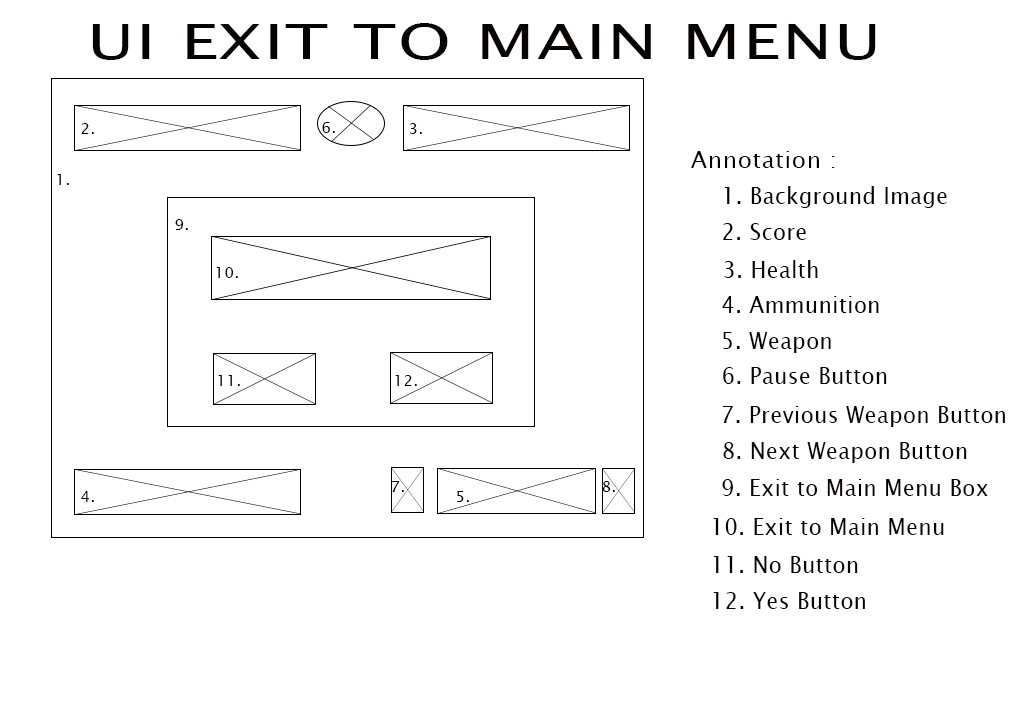 UI EXIT TO MAIN MENU
2.
6.
3.
1.
9.
10.
11.
12.
4.
7.
5.
8.
Annotation :
1. Background Image
2. Score
3. Health
4. Ammunition
5. Weapon
6. Pause Button
7. Previous Weapon Button
8. Next Weapon Button
9. Exit to Main Menu Box
10. Exit to Main Menu
11. No Button
12. Yes Button